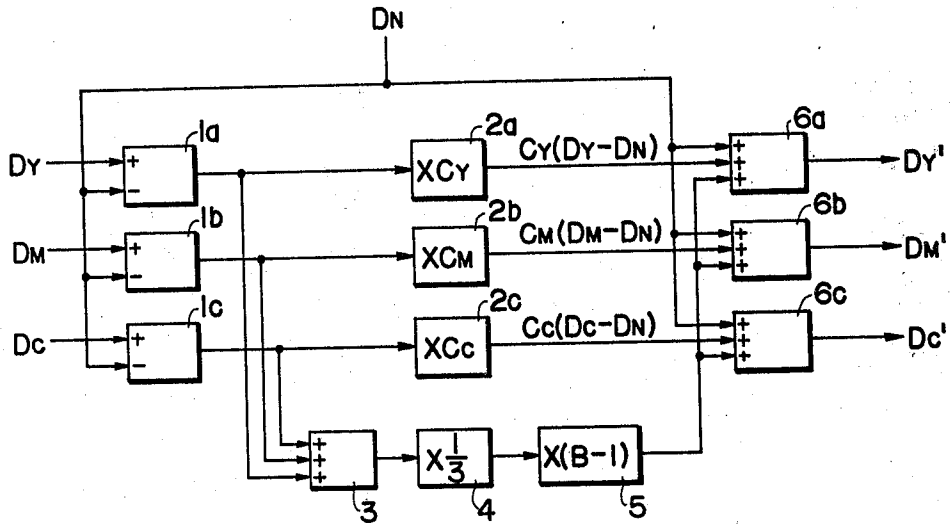 DN
1a
2a
6a
DY
+
−
XCY
CY(DY-DN)
+
+
+
DY'
1b
2b
6b
DM
+
−
XCM
CM(DM-DN)
+
+
+
DM'
1c
2c
6c
DC
+
−
XCC
CC(DC-DN)
+
+
+
DC'
+
+
+
X 1/3
X(B-1)
3
4
5